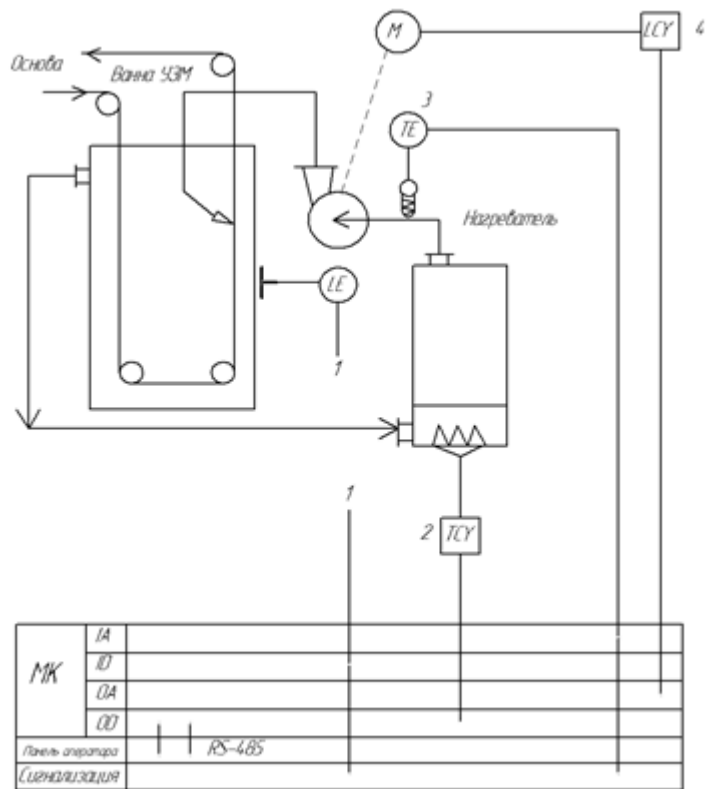 M
LCY
4
Основа
Ванна УЗМ
3
TE
Нагреватель
LE
1
1
2
TCY
МК
IA
ID
OA
OD
Панель оператора
RS-485
Сигнализация